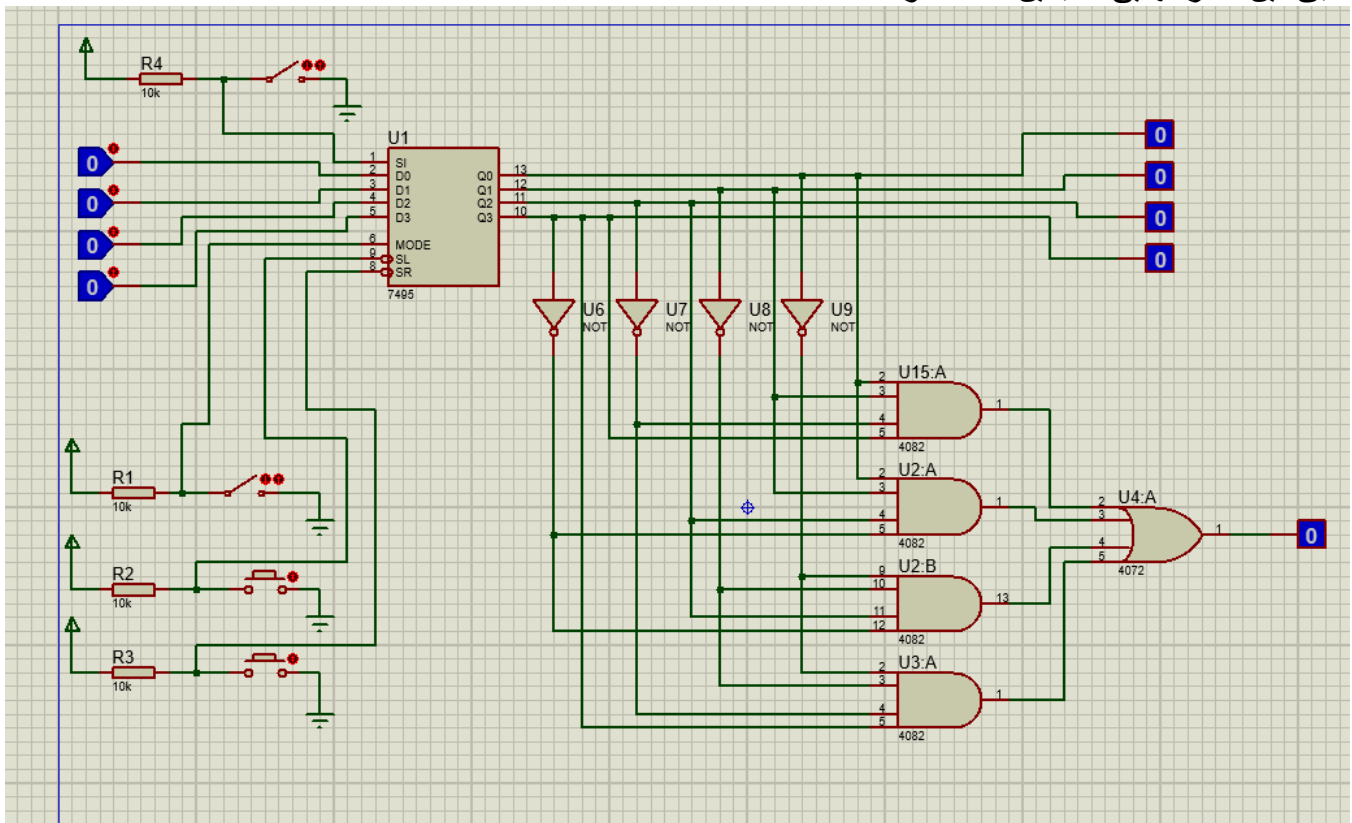 R4
10k
U1
7495
1 SI
2 D0
3 D1
4 D2
5 D3
6 MODE
9 SL
8 SR
Q0 13
Q1 12
Q2 11
Q3 10
0
0
0
0
0
0
0
0
U6
NOT
U7
NOT
U8
NOT
U9
NOT
U15:A
2
3
4
5
1
4082
U2:A
2
3
4
5
1
4082
U2:B
9
10
11
12
13
4082
U3:A
2
3
4
5
1
4082
U4:A
2
3
4
5
1
4072
0
R1
10k
R2
10k
R3
10k